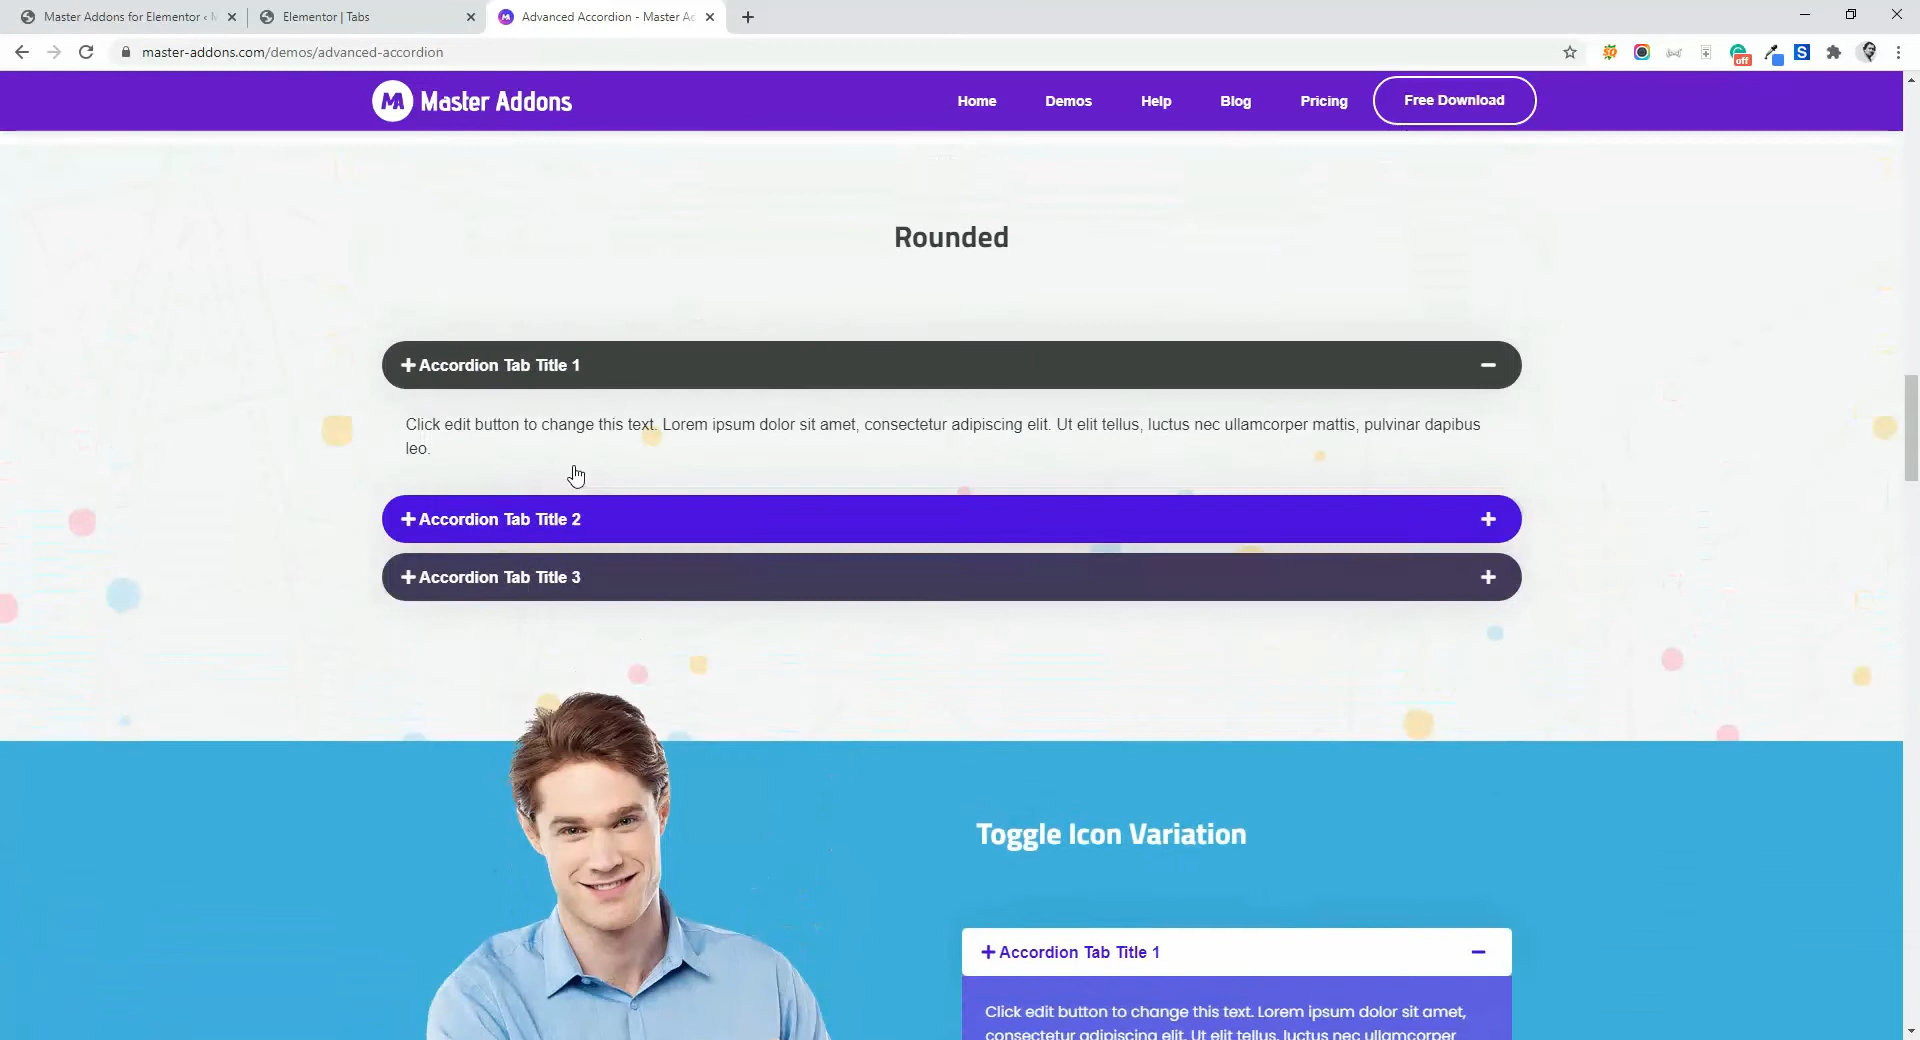 Master Addons for Elementor ‹ M
Elementor | Tabs
Advanced Accordion - Master Ad
master-addons.com/demos/advanced-accordion
off
S
MA Master Addons
Home
Demos
Help
Blog
Pricing
Free Download
Rounded
Accordion Tab Title 1
Click edit button to change this text. Lorem ipsum dolor sit amet, consectetur adipiscing elit. Ut elit tellus, luctus nec ullamcorper mattis, pulvinar dapibus
leo.
Accordion Tab Title 2
Accordion Tab Title 3
Toggle Icon Variation
Accordion Tab Title 1
Click edit button to change this text. Lorem ipsum dolor sit amet,
consectetur adipiscing elit. Ut elit tellus, luctus nec ullamcorper